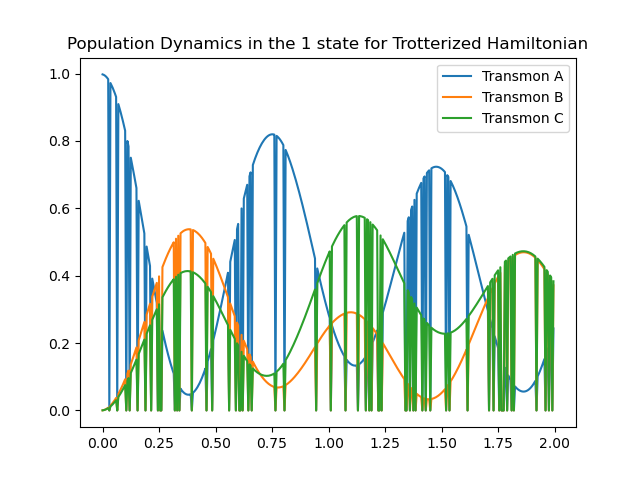 Population Dynamics in the 1 state for Trotterized Hamiltonian
Transmon A
Transmon B
Transmon C
1.0
0.8
0.6
0.4
0.2
0.0
0.00 0.25 0.50 0.75 1.00 1.25 1.50 1.75 2.00